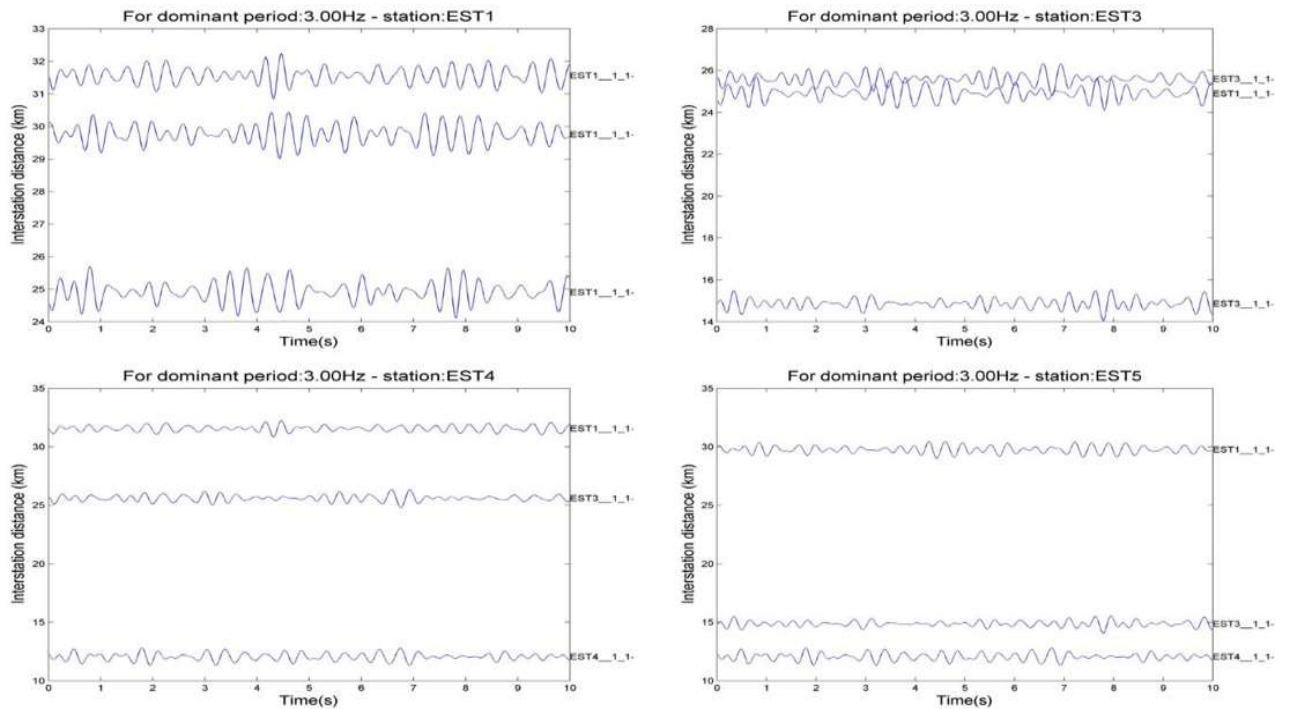 For dominant period:3.00Hz - station:EST1
33
32
31
30
29
28
27
26
25
24
Interstation distance (km)
EST1__1_1-
EST1__1_1-
EST1__1_1-
0 1 2 3 4 5 6 7 8 9 10
Time(s)
For dominant period:3.00Hz - station:EST3
28
26
24
22
20
18
16
14
Interstation distance (km)
EST3__1_1-
EST1__1_1-
EST3__1_1-
0 1 2 3 4 5 6 7 8 9 10
Time(s)
For dominant period:3.00Hz - station:EST4
35
30
25
20
15
10
Interstation distance (km)
EST1__1_1-
EST3__1_1-
EST4__1_1-
0 1 2 3 4 5 6 7 8 9 10
Time(s)
For dominant period:3.00Hz - station:EST5
35
30
25
20
15
10
Interstation distance (km)
EST1__1_1-
EST3__1_1-
EST4__1_1-
0 1 2 3 4 5 6 7 8 9 10
Time(s)